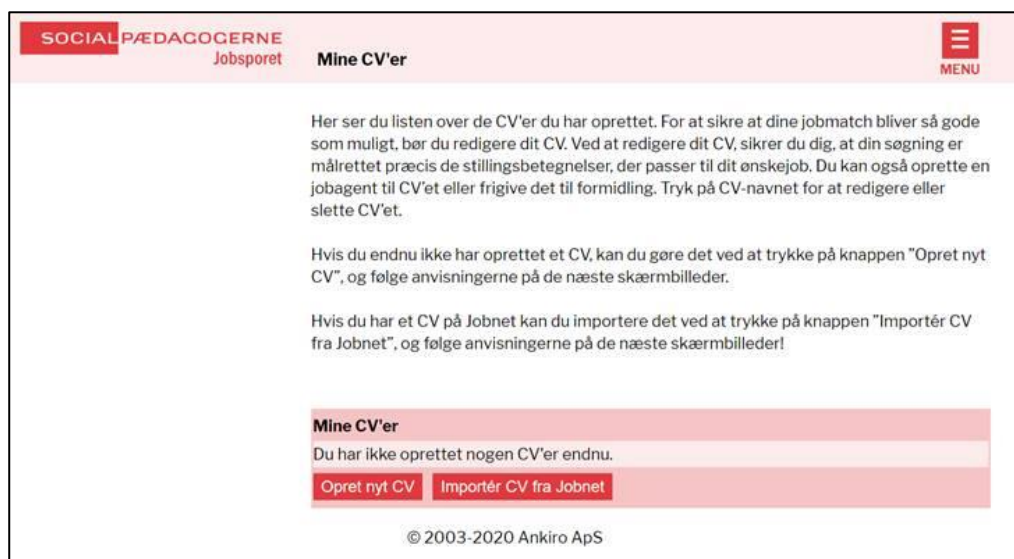 SOCIALPÆDAGOGERNE
Jobsporet
Mine CV'er
MENU
Her ser du listen over de CV'er du har oprettet. For at sikre at dine jobmatch bliver så gode
som muligt, bør du redigere dit CV. Ved at redigere dit CV, sikrer du dig, at din søgning er
målrettet præcis de stillingsbetegnelser, der passer til dit ønskejob. Du kan også oprette en
jobagent til CV'et eller frigive det til formidling. Tryk på CV-navnet for at redigere eller
slette CV'et.
Hvis du endnu ikke har oprettet et CV, kan du gøre det ved at trykke på knappen ”Opret nyt
CV”, og følge anvisningerne på de næste skærmbilleder.
Hvis du har et CV på Jobnet kan du importere det ved at trykke på knappen ”Importér CV
fra Jobnet”, og følge anvisningerne på de næste skærmbilleder!
Mine CV'er
Du har ikke oprettet nogen CV'er endnu.
Opret nyt CV Importér CV fra Jobnet
© 2003-2020 Ankiro ApS